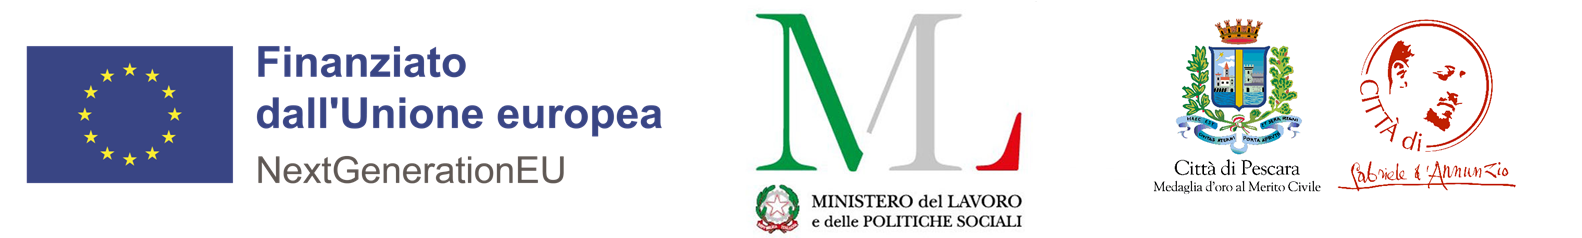 Finanziato
dall'Unione europea
NextGenerationEU
ML
MINISTERO del LAVORO
e delle POLITICHE SOCIALI
Città di Pescara
Medaglia d'oro al Merito Civile
CITTÀ di
Gabriele d'Annunzio